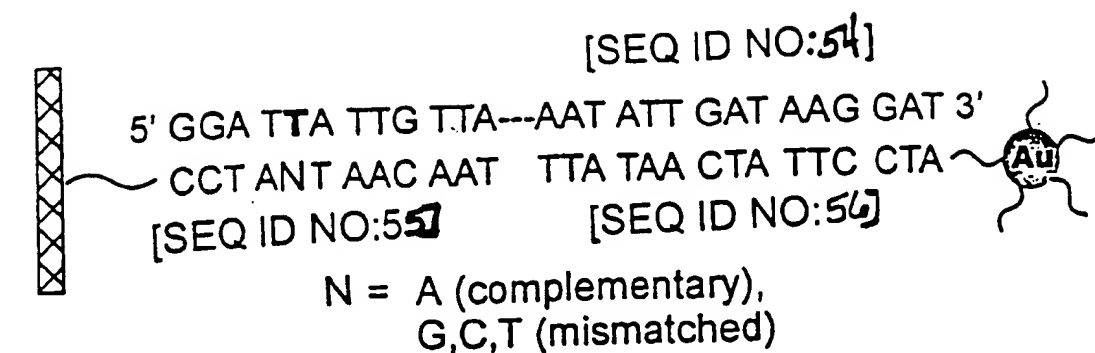 [SEQ ID NO:54]
5' GGA TTA TTG TTA---AAT ATT GAT AAG GAT 3'
CCT ANT AAC AAT TTA TAA CTA TTC CTA
Au
[SEQ ID NO:55] [SEQ ID NO:56]
N = A (complementary),
G,C,T (mismatched)